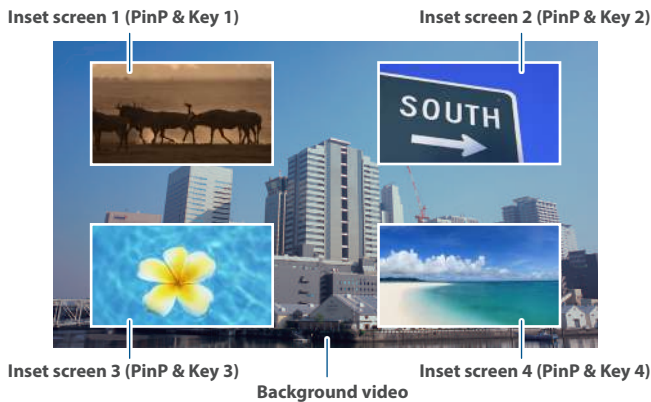 Inset screen 1 (PinP & Key 1)
Inset screen 2 (PinP & Key 2)
SOUTH
Inset screen 3 (PinP & Key 3)
Inset screen 4 (PinP & Key 4)
Background video